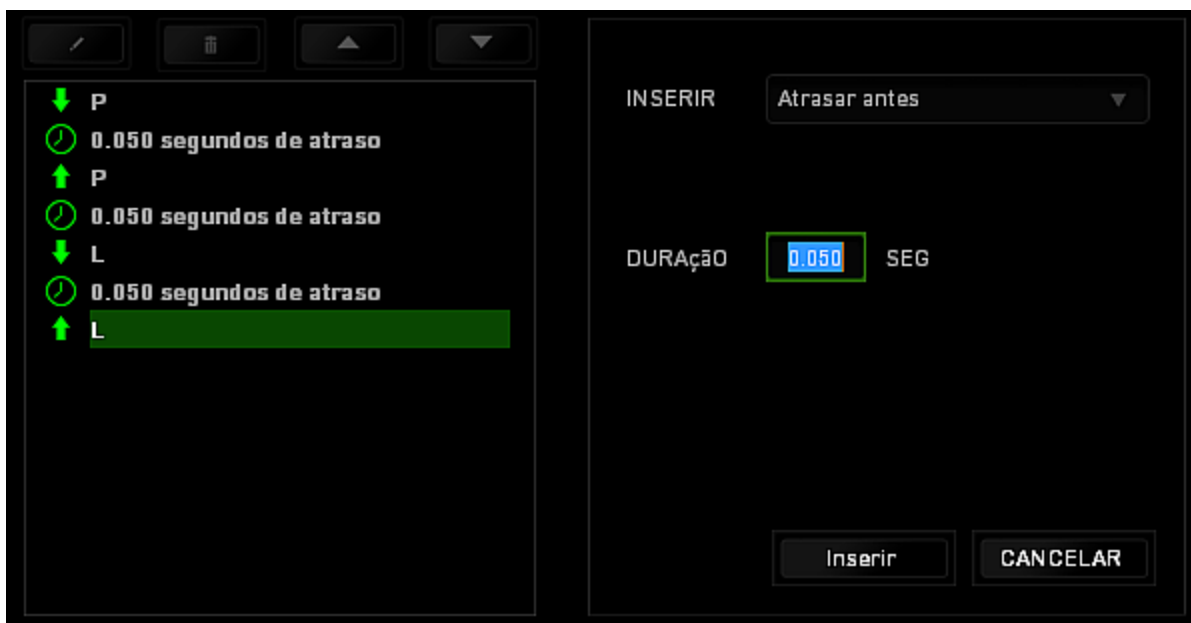 P
0.050 segundos de atraso
P
0.050 segundos de atraso
L
0.050 segundos de atraso
L
INSERIR Atrasar antes
DURAçãO 0.050 SEG
Inserir CANCELAR